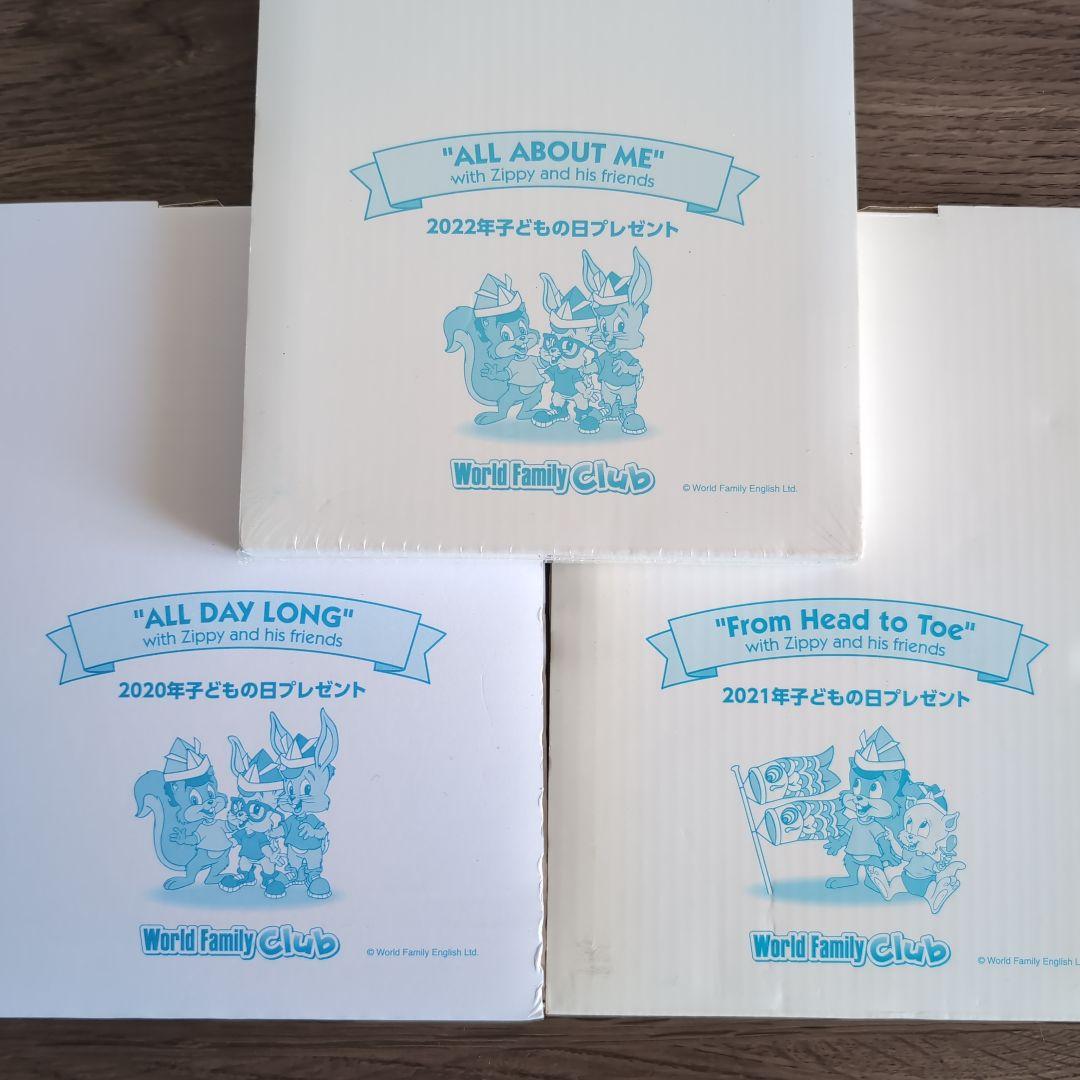 "ALL ABOUT ME"
with Zippy and his friends
2022年子どもの日プレゼント
World Family Club
© World Family English Ltd.
"ALL DAY LONG"
with Zippy and his friends
2020年子どもの日プレゼント
World Family Club
© World Family English Ltd.
"From Head to Toe"
with Zippy and his friends
2021年子どもの日プレゼント
World Family Club
© World Family English L